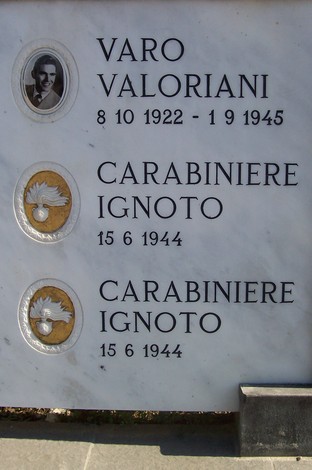 VARO
VALORIANI
8 10 1922 - 1 9 1945
CARABINIERE
IGNOTO
15 6 1944
CARABINIERE
IGNOTO
15 6 1944